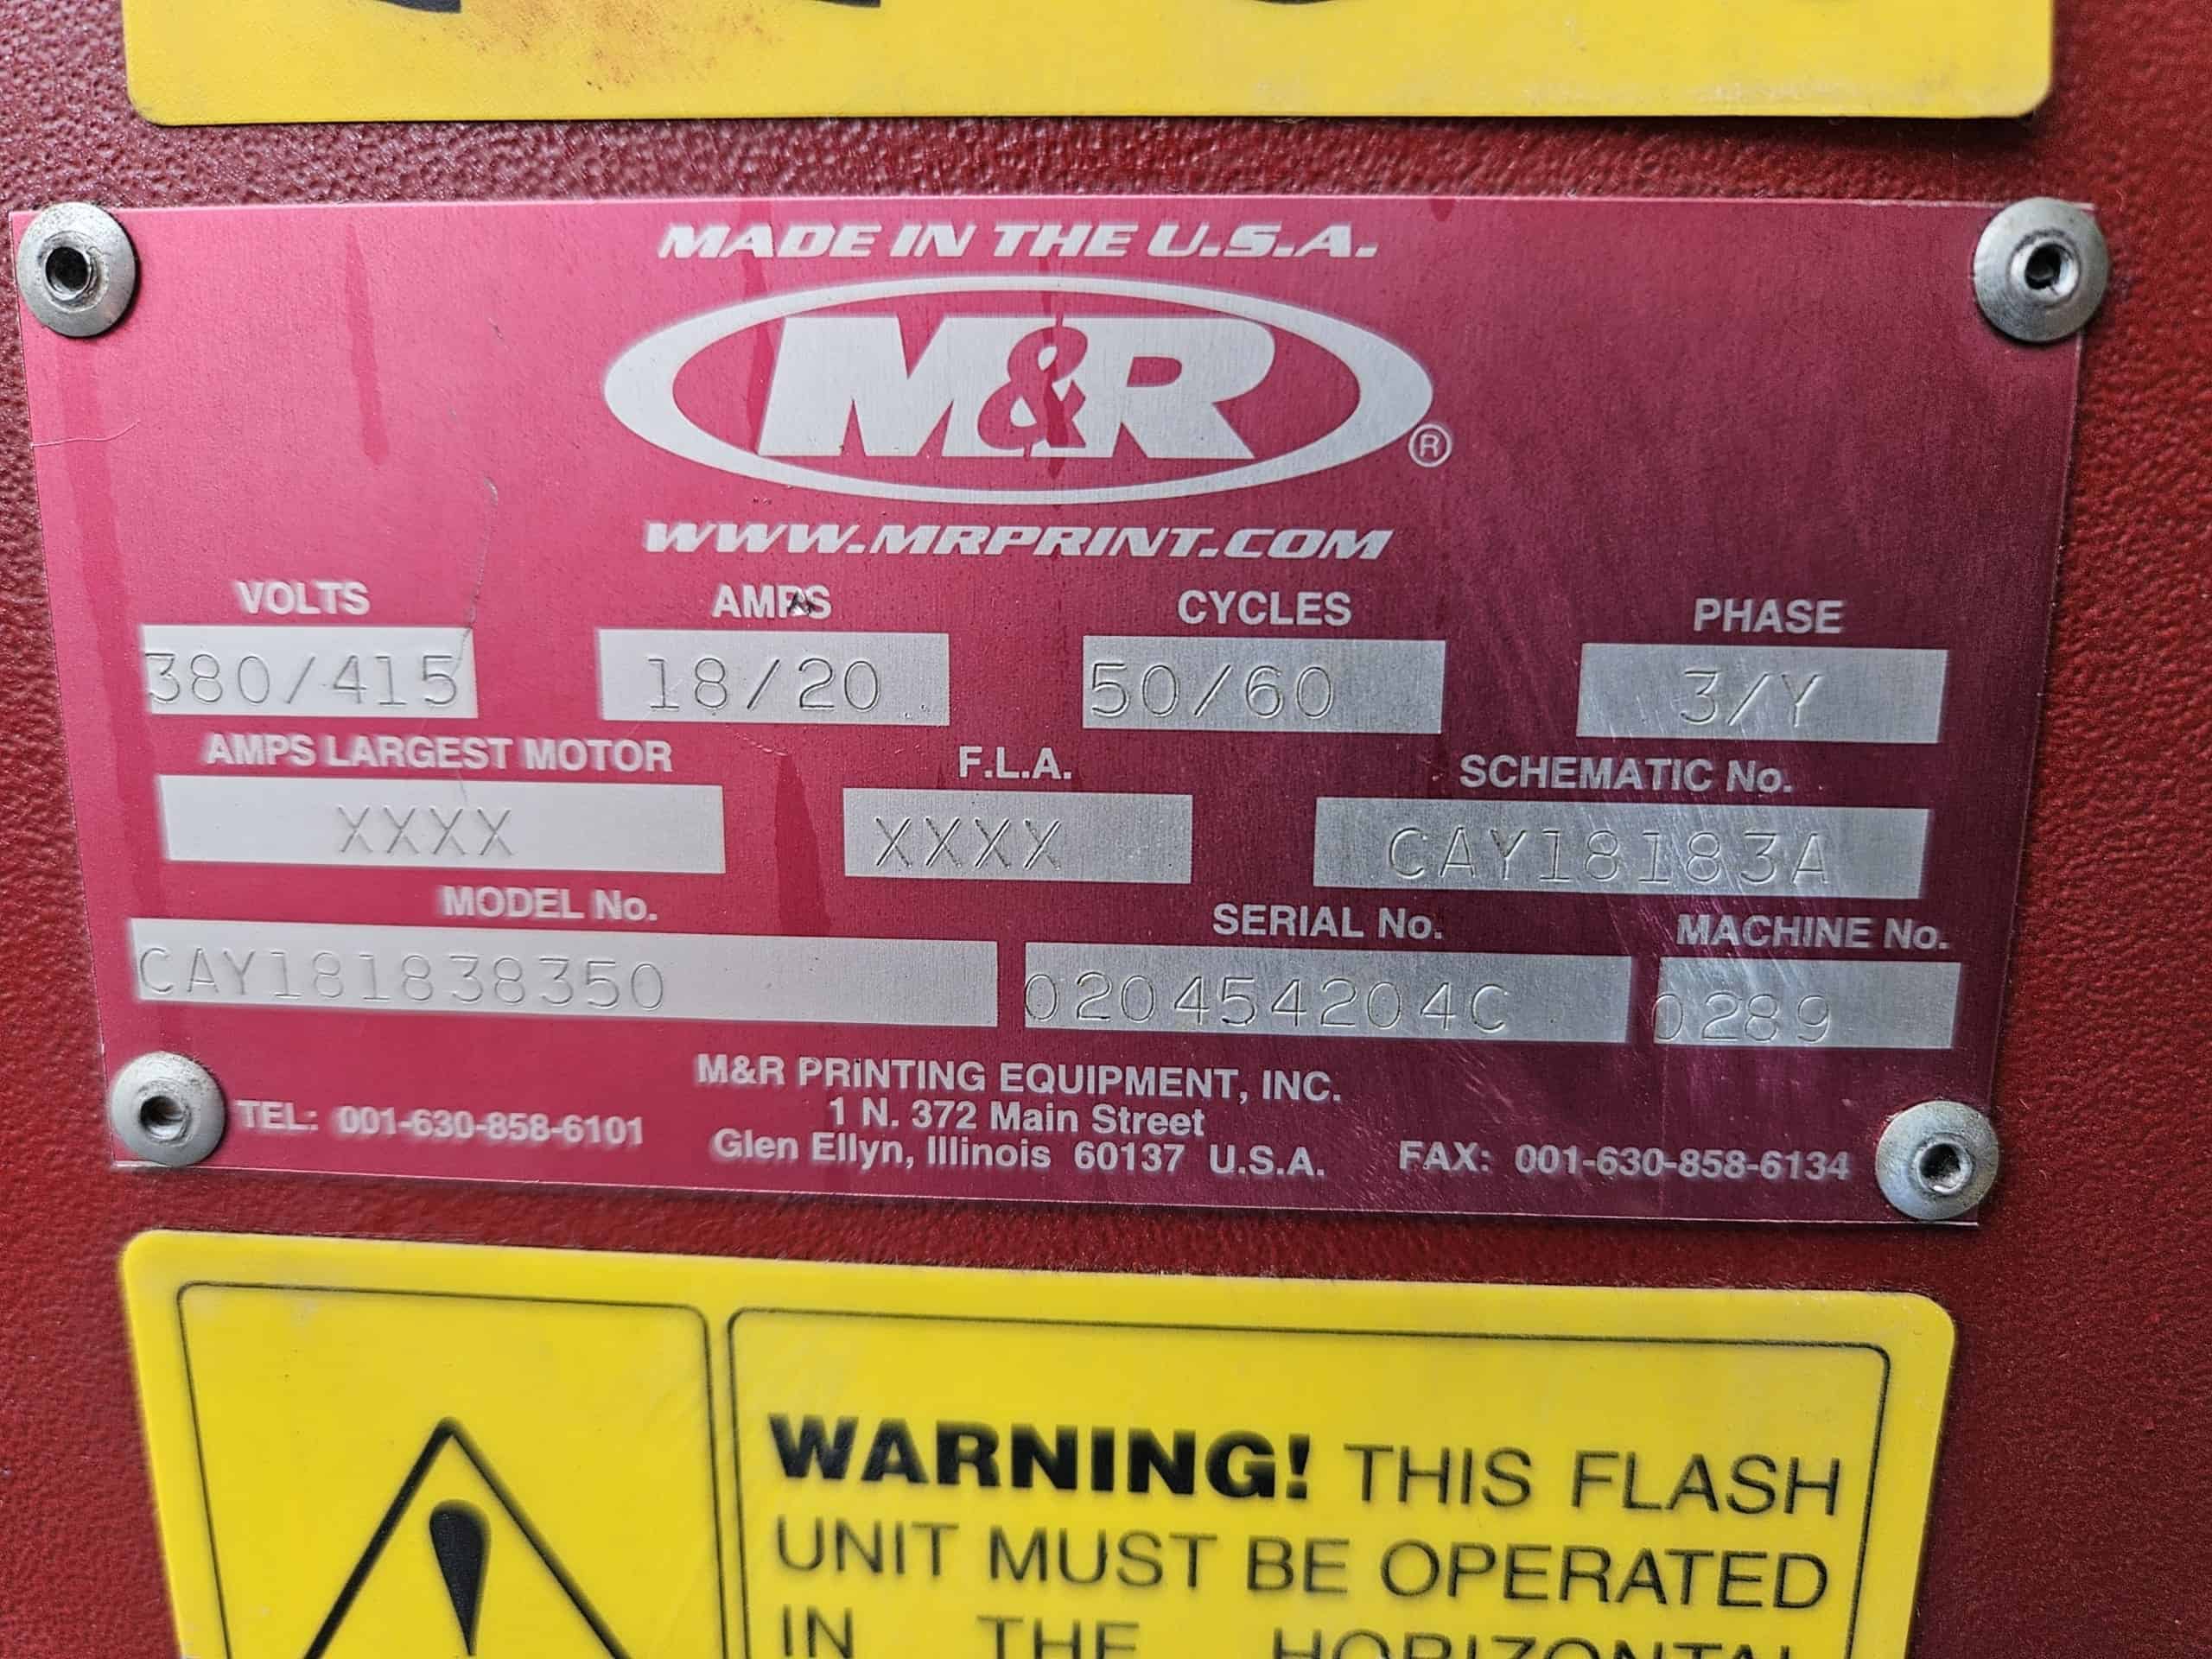 MADE IN THE U.S.A.
M&R®
WWW.MRPRINT.COM
VOLTS AMPS CYCLES PHASE
380/415 18/20 50/60 3/Y
AMPS LARGEST MOTOR F.L.A. SCHEMATIC No.
XXXX XXXX CAY18183A
MODEL No. SERIAL No. MACHINE No.
CAY181838350 020454204C 0289
M&R PRINTING EQUIPMENT, INC.
1 N. 372 Main Street
TEL: 001-630-858-6101 Glen Ellyn, Illinois 60137 U.S.A. FAX: 001-630-858-6134
WARNING! THIS FLASH
UNIT MUST BE OPERATED
IN THE HORIZONTAL